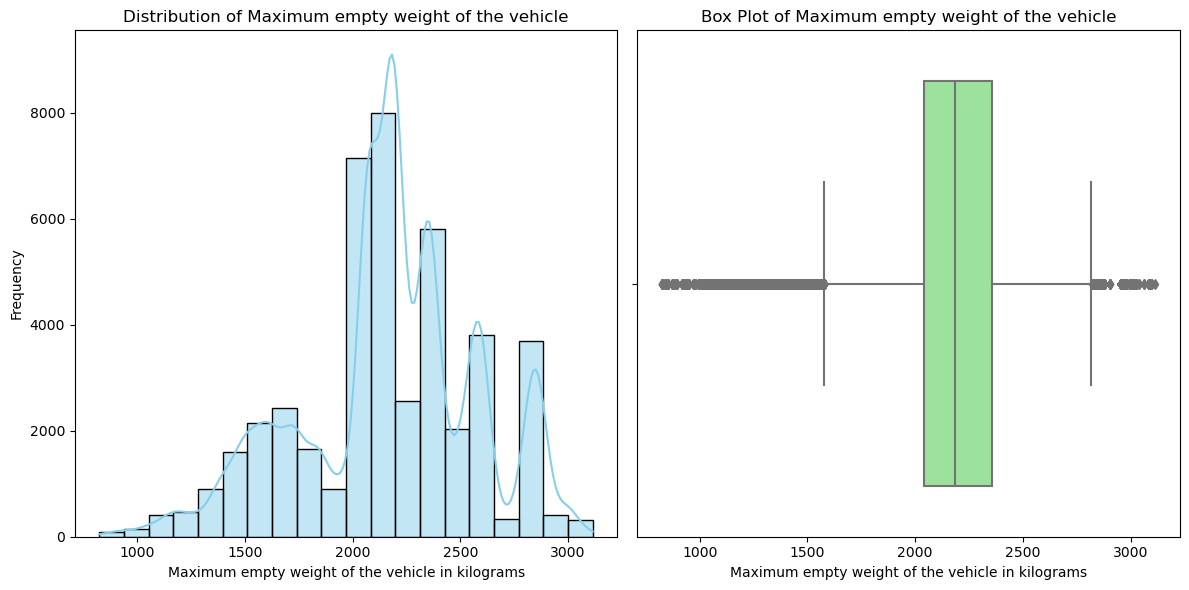 Distribution of Maximum empty weight of the vehicle
8000
6000
4000
2000
0
Frequency
1000 1500 2000 2500 3000
Maximum empty weight of the vehicle in kilograms
Box Plot of Maximum empty weight of the vehicle
1000 1500 2000 2500 3000
Maximum empty weight of the vehicle in kilograms